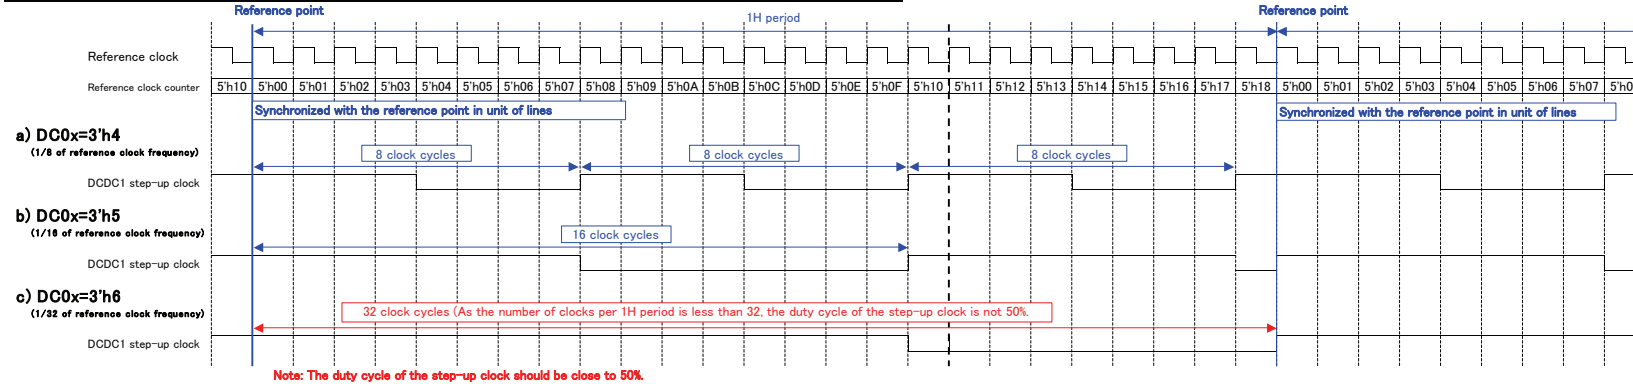 Reference point Reference point
1H period
Reference clock
Reference clock counter 5'h10 5'h00 5'h01 5'h02 5'h03 5'h04 5'h05 5'h06 5'h07 5'h08 5'h09 5'h0A 5'h0B 5'h0C 5'h0D 5'h0E 5'h0F 5'h10 5'h11 5'h12 5'h13 5'h14 5'h15 5'h16 5'h17 5'h18 5'h00 5'h01 5'h02 5'h03 5'h04 5'h05 5'h06 5'h07 5'h0
Synchronized with the reference point in unit of lines Synchronized with the reference point in unit of lines
a) DC0x=3'h4
(1/8 of reference clock frequency)
8 clock cycles 8 clock cycles 8 clock cycles
DCDC1 step-up clock
b) DC0x=3'h5
(1/16 of reference clock frequency)
16 clock cycles
DCDC1 step-up clock
c) DC0x=3'h6
(1/32 of reference clock frequency)
32 clock cycles (As the number of clocks per 1H period is less than 32, the duty cycle of the step-up clock is not 50%.
DCDC1 step-up clock
Note: The duty cycle of the step-up clock should be close to 50%.